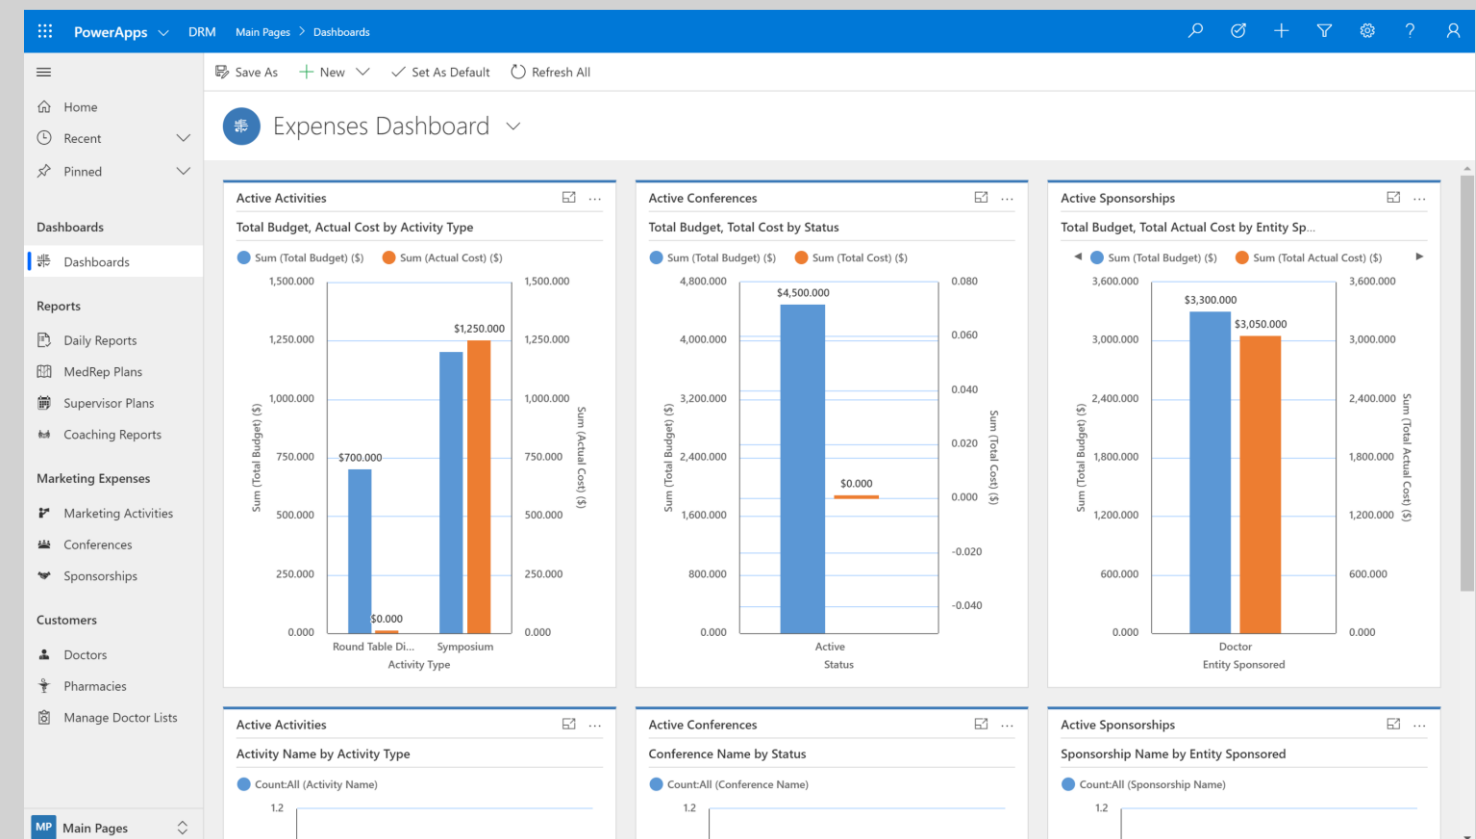 PowerApps DRM Main Pages > Dashboards
Save As New Set As Default Refresh All
Home
Recent
Pinned
Dashboards
Dashboards
Reports
Daily Reports
MedRep Plans
Supervisor Plans
Coaching Reports
Marketing Expenses
Marketing Activities
Conferences
Sponsorships
Customers
Doctors
Pharmacies
Manage Doctor Lists
MP Main Pages
Expenses Dashboard
Active Activities
Total Budget, Actual Cost by Activity Type
Sum (Total Budget) ($) Sum (Actual Cost) ($)
1,500.000 1,500.000
$1,250.000
1,250.000 1,250.000
1,000.000 1,000.000
750.000 $700.000 750.000
500.000 500.000
250.000 250.000
$0.000
0.000 0.000
Sum (Total Budget) ($)
Sum (Actual Cost) ($)
Round Table Di... Symposium
Activity Type
Active Conferences
Total Budget, Total Cost by Status
Sum (Total Budget) ($) Sum (Total Cost) ($)
4,800.000 0.080
$4,500.000
4,000.000 0.060
3,200.000 0.040
2,400.000 0.020
$0.000
1,600.000 0.000
800.000 -0.020
0.000 -0.040
Sum (Total Budget) ($)
Sum (Total Cost) ($)
Active
Status
Active Sponsorships
Total Budget, Total Actual Cost by Entity Sp...
Sum (Total Budget) ($) Sum (Total Actual Cost) ($)
3,600.000 3,600.000
$3,300.000
$3,050.000
3,000.000 3,000.000
2,400.000 2,400.000
1,800.000 1,800.000
1,200.000 1,200.000
600.000 600.000
0.000 0.000
Sum (Total Budget) ($)
Sum (Total Actual Cost) ($)
Doctor
Entity Sponsored
Active Activities
Activity Name by Activity Type
Count:All (Activity Name)
1.2
Active Conferences
Conference Name by Status
Count:All (Conference Name)
1.2
Active Sponsorships
Sponsorship Name by Entity Sponsored
Count:All (Sponsorship Name)
1.2